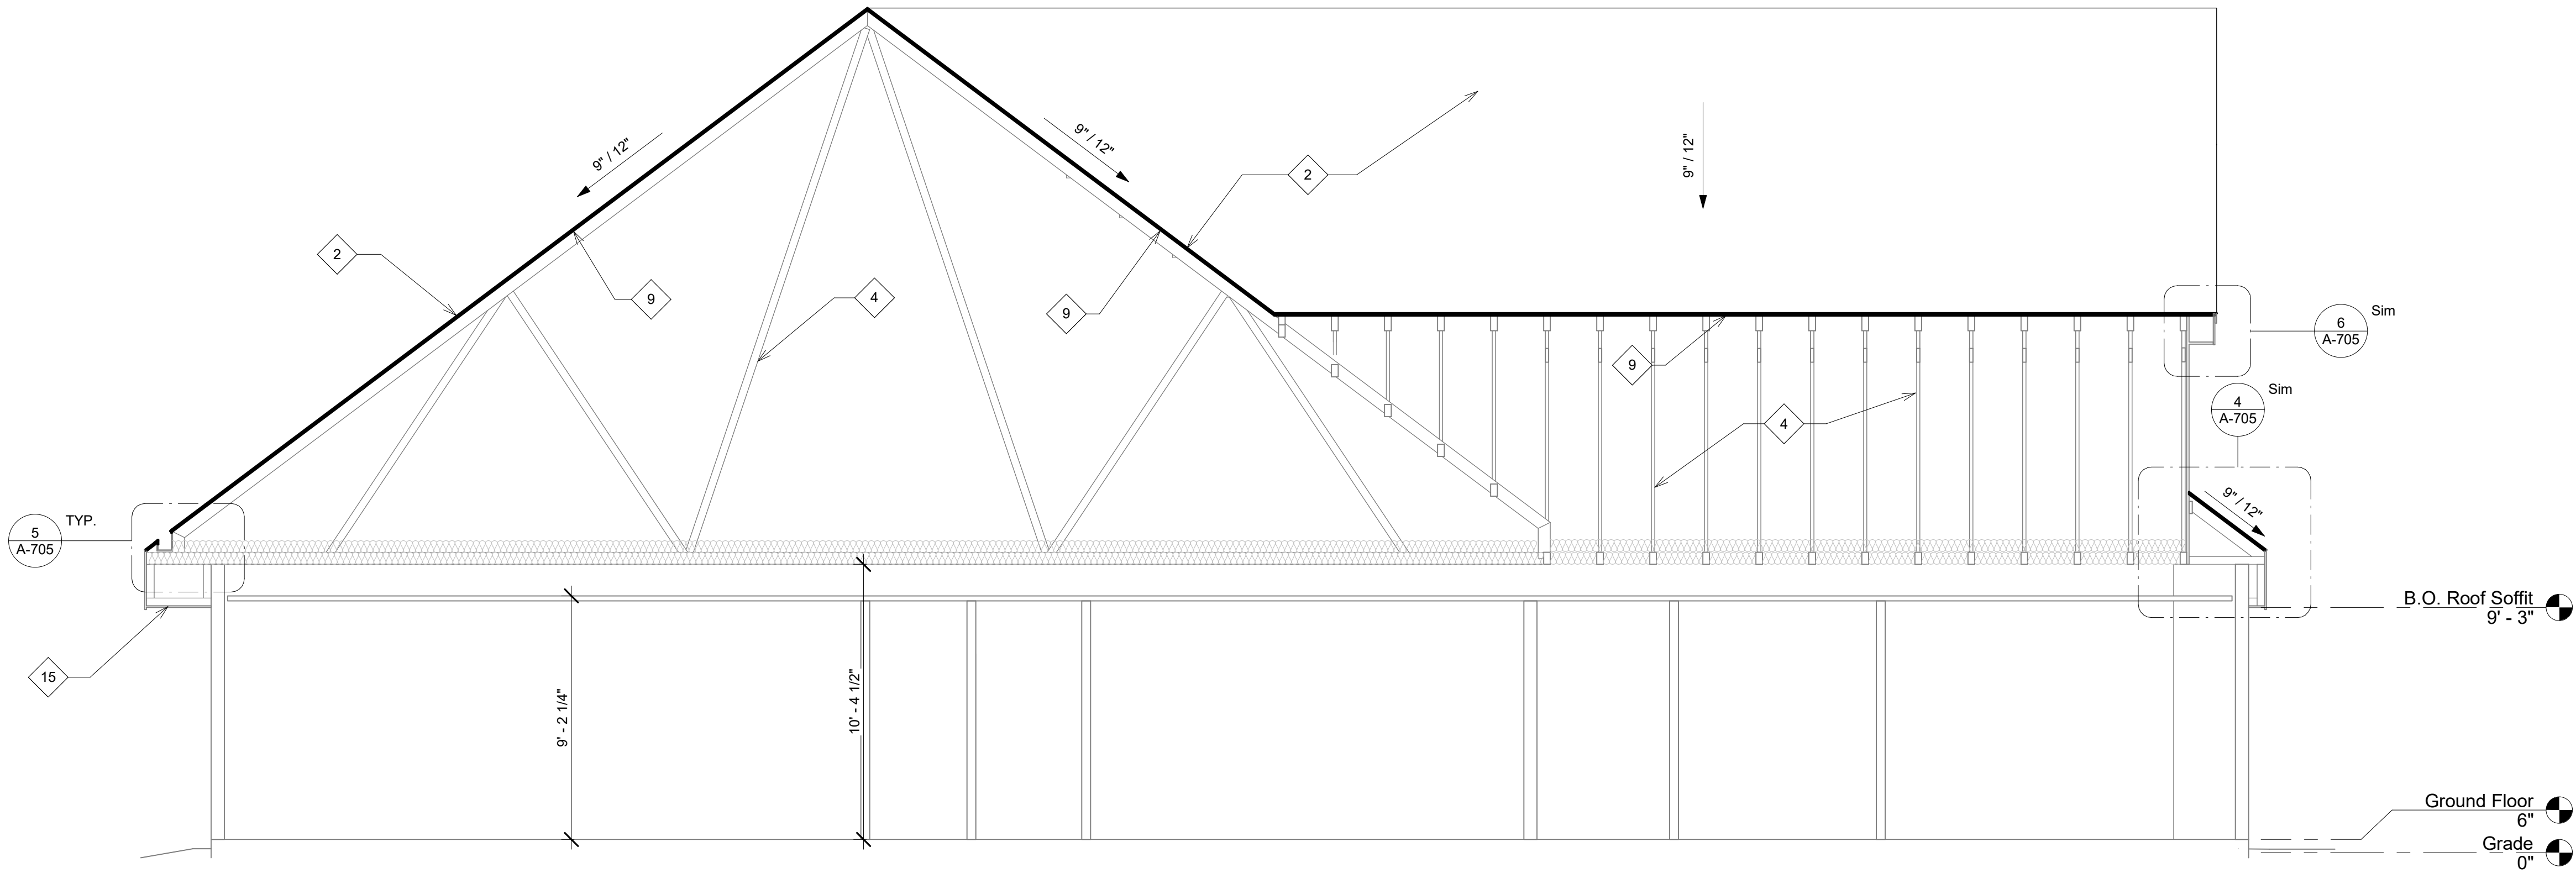 9" / 12"
9" / 12"
9" / 12"
2
2
9
4
9
9
4
6
A-705
Sim
4
A-705
Sim
9" / 12"
5
A-705
TYP.
15
9' - 2 1/4"
10' - 4 1/2"
B.O. Roof Soffit
9' - 3"
Ground Floor
6"
Grade
0"